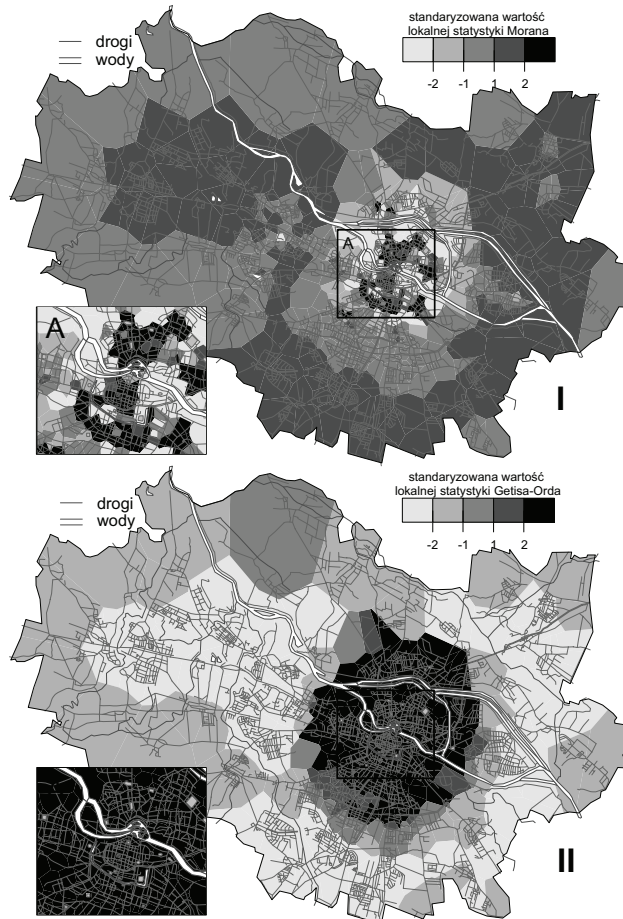 standaryzowana wartość
lokalnej statystyki Morana
-2 -1 1 2
drogi
wody
A
A
I
standaryzowana wartość
lokalnej statystyki Getisa-Orda
-2 -1 1 2
drogi
wody
II